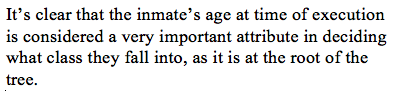 It’s clear that the inmate’s age at time of execution
is considered a very important attribute in deciding
what class they fall into, as it is at the root of the
tree.